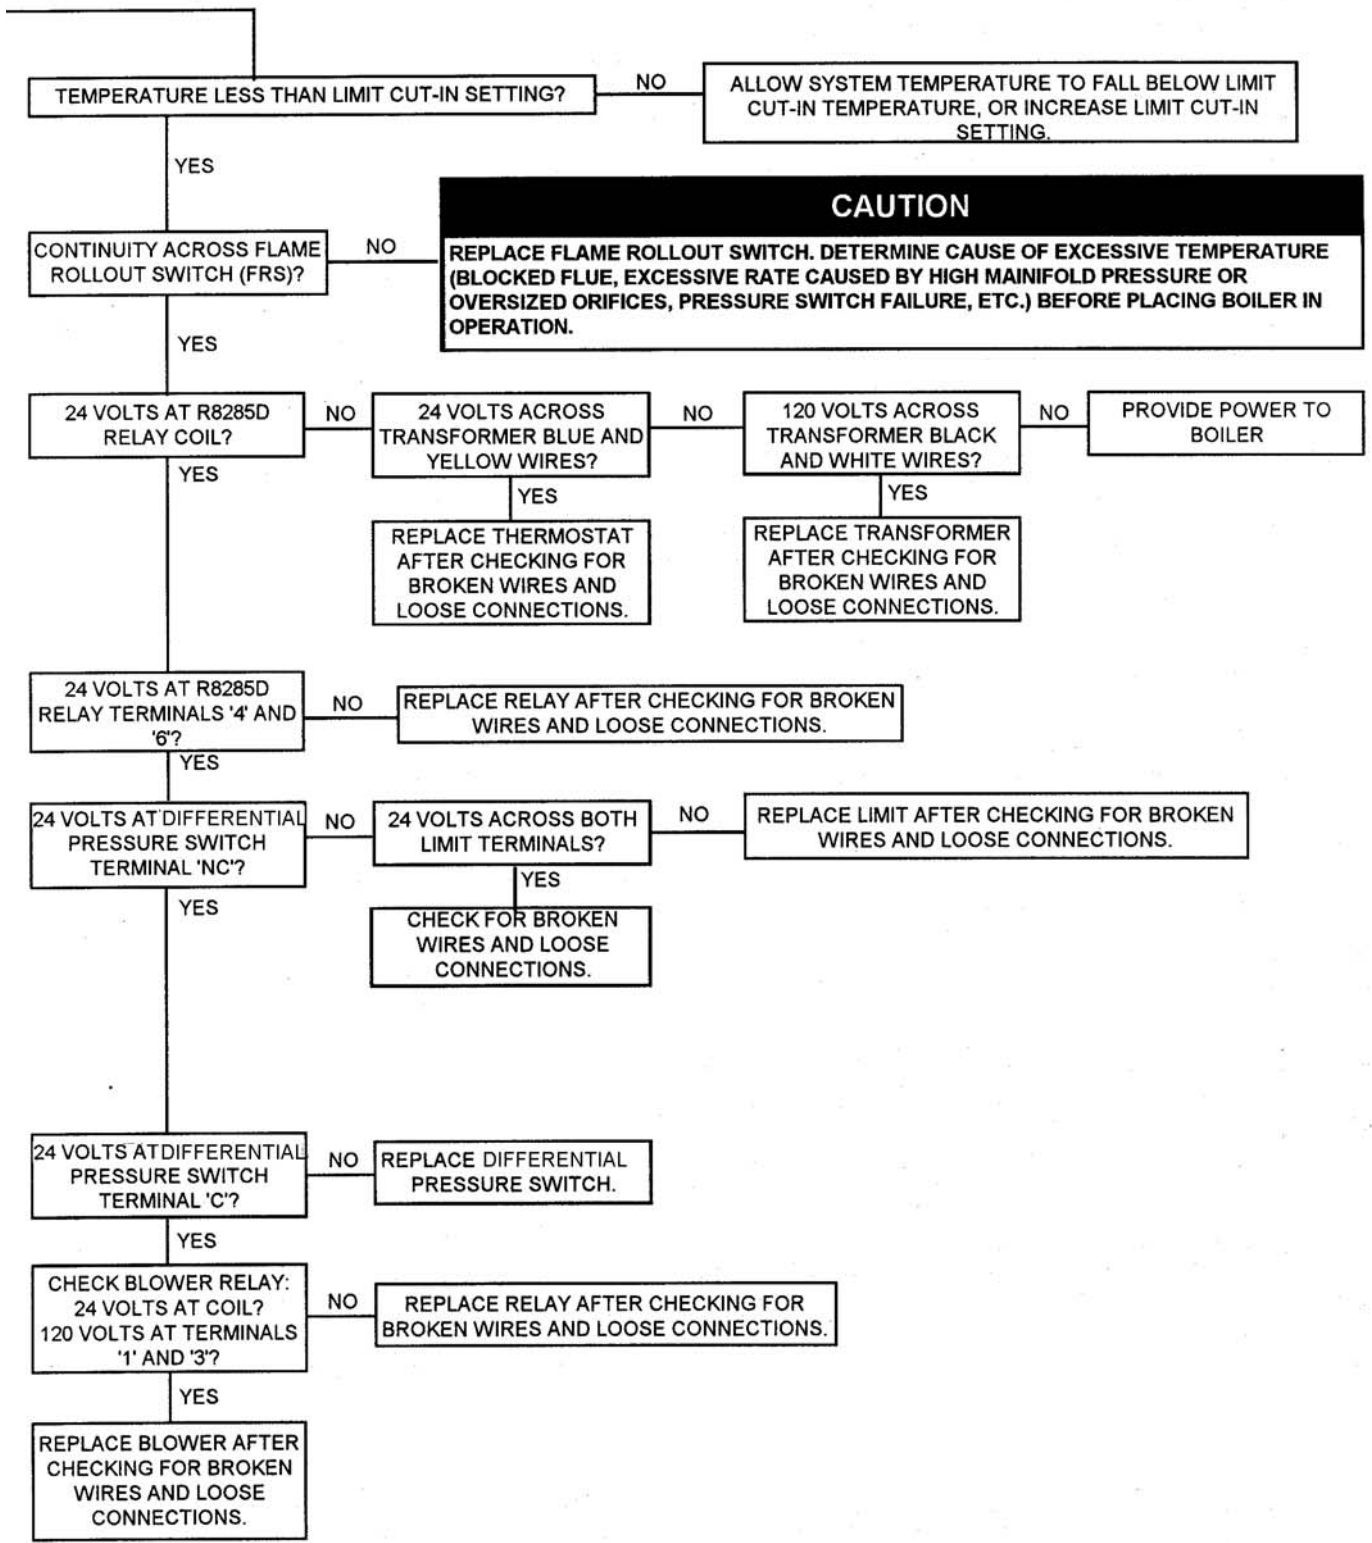 TEMPERATURE LESS THAN LIMIT CUT-IN SETTING?
NO
ALLOW SYSTEM TEMPERATURE TO FALL BELOW LIMIT
CUT-IN TEMPERATURE, OR INCREASE LIMIT CUT-IN
SETTING.
YES
CAUTION
CONTINUITY ACROSS FLAME
ROLLOUT SWITCH (FRS)?
NO
REPLACE FLAME ROLLOUT SWITCH. DETERMINE CAUSE OF EXCESSIVE TEMPERATURE
(BLOCKED FLUE, EXCESSIVE RATE CAUSED BY HIGH MAINIFOLD PRESSURE OR
OVERSIZED ORIFICES, PRESSURE SWITCH FAILURE, ETC.) BEFORE PLACING BOILER IN
OPERATION.
YES
24 VOLTS AT R8285D
RELAY COIL?
NO
24 VOLTS ACROSS
TRANSFORMER BLUE AND
YELLOW WIRES?
NO
120 VOLTS ACROSS
TRANSFORMER BLACK
AND WHITE WIRES?
NO
PROVIDE POWER TO
BOILER
YES
YES
YES
REPLACE THERMOSTAT
AFTER CHECKING FOR
BROKEN WIRES AND
LOOSE CONNECTIONS.
REPLACE TRANSFORMER
AFTER CHECKING FOR
BROKEN WIRES AND
LOOSE CONNECTIONS.
24 VOLTS AT R8285D
RELAY TERMINALS '4' AND
'6'?
NO
REPLACE RELAY AFTER CHECKING FOR BROKEN
WIRES AND LOOSE CONNECTIONS.
YES
24 VOLTS AT DIFFERENTIAL
PRESSURE SWITCH
TERMINAL 'NC'?
NO
24 VOLTS ACROSS BOTH
LIMIT TERMINALS?
NO
REPLACE LIMIT AFTER CHECKING FOR BROKEN
WIRES AND LOOSE CONNECTIONS.
YES
YES
CHECK FOR BROKEN
WIRES AND LOOSE
CONNECTIONS.
24 VOLTS AT DIFFERENTIAL
PRESSURE SWITCH
TERMINAL 'C'?
NO
REPLACE DIFFERENTIAL
PRESSURE SWITCH.
YES
CHECK BLOWER RELAY:
24 VOLTS AT COIL?
120 VOLTS AT TERMINALS
'1' AND '3'?
NO
REPLACE RELAY AFTER CHECKING FOR
BROKEN WIRES AND LOOSE CONNECTIONS.
YES
REPLACE BLOWER AFTER
CHECKING FOR BROKEN
WIRES AND LOOSE
CONNECTIONS.